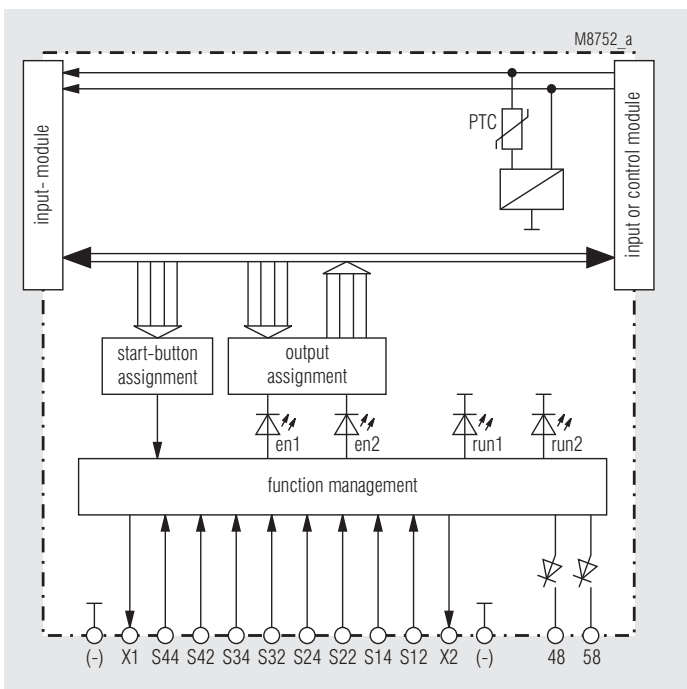 M8752_a
input- module
PTC
input or control module
start-button
assignment
output
assignment
en1
en2
run1
run2
function management
(-) X1 S44 S42 S34 S32 S24 S22 S14 S12 X2 (-) 48 58